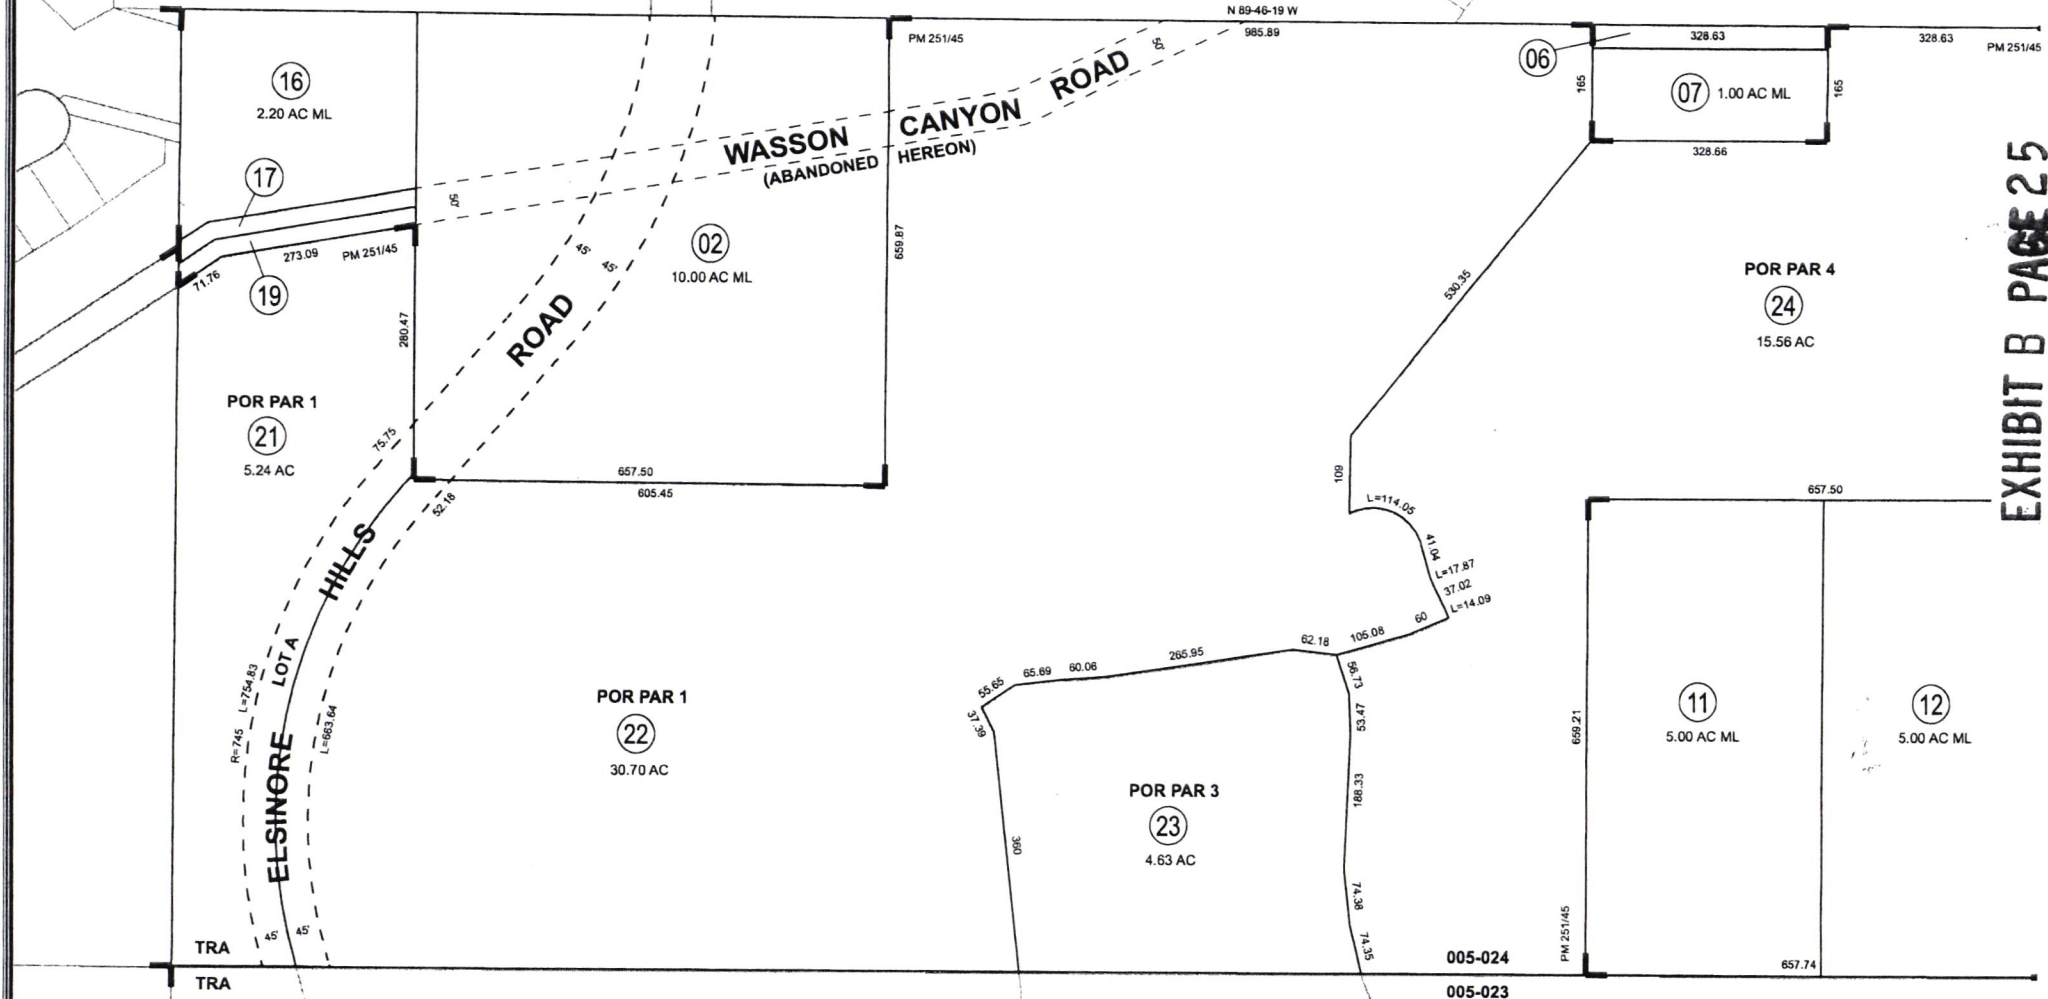 N 89-46-19 W
985.89
PM 251/45
50'
06
328.63
328.63
PM 251/45
16
2.20 AC ML
WASSON CANYON ROAD
(ABANDONED HEREON)
165
07 1.00 AC ML
165
328.66
17
50'
273.09
PM 251/45
71.76
19
02
10.00 AC ML
659.87
45'
45'
280.47
530.35
POR PAR 4
24
15.56 AC
EXHIBIT B PAGE 25
POR PAR 1
21
5.24 AC
75.75
657.50
605.45
52.18
109
L=114.05
41.04
L=17.87
37.02
L=14.09
60
657.50
ELSINORE HILLS ROAD
LOT A
R=745 L=754.83
L=663.64
POR PAR 1
22
30.70 AC
37.39
55.65
65.69
60.06
265.95
62.18
105.08
56.73
53.47
188.33
74.38
74.35
360
POR PAR 3
23
4.63 AC
659.21
11
5.00 AC ML
12
5.00 AC ML
PM 251/45
657.74
45'
45'
TRA
005-024
TRA
005-023